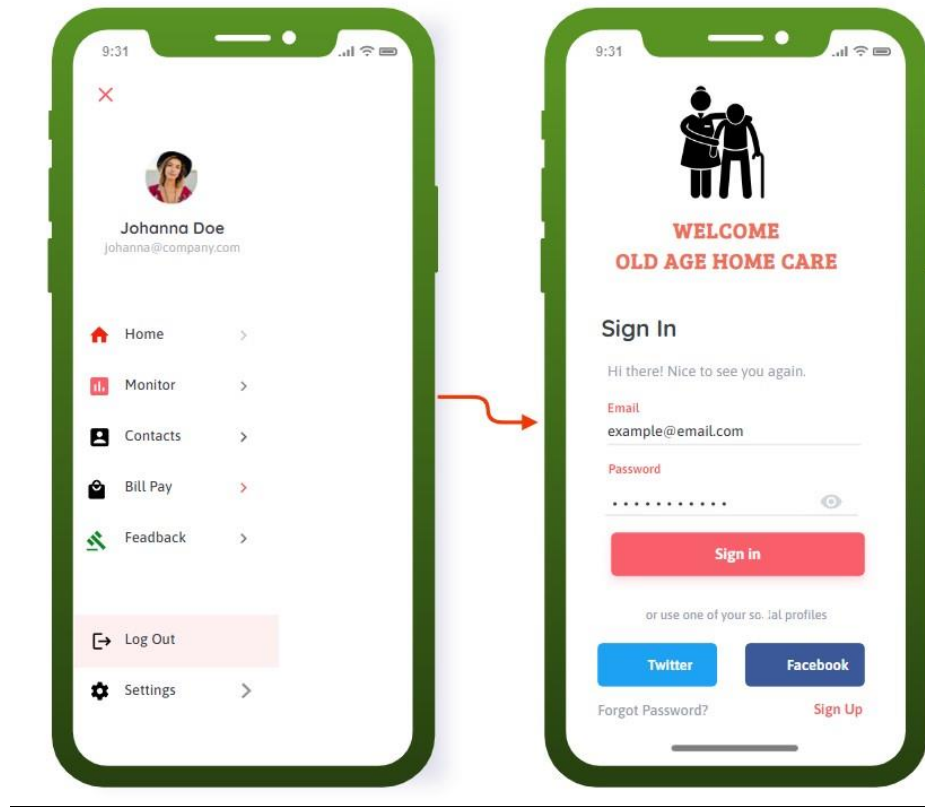 9:31
Johanna Doe
johanna@company.com
Home
Monitor
Contacts
Bill Pay
Feadback
Log Out
Settings
9:31
WELCOME
OLD AGE HOME CARE
Sign In
Hi there! Nice to see you again.
Email
example@email.com
Password
Sign in
or use one of your profiles
Twitter
Facebook
Forgot Password?
Sign Up